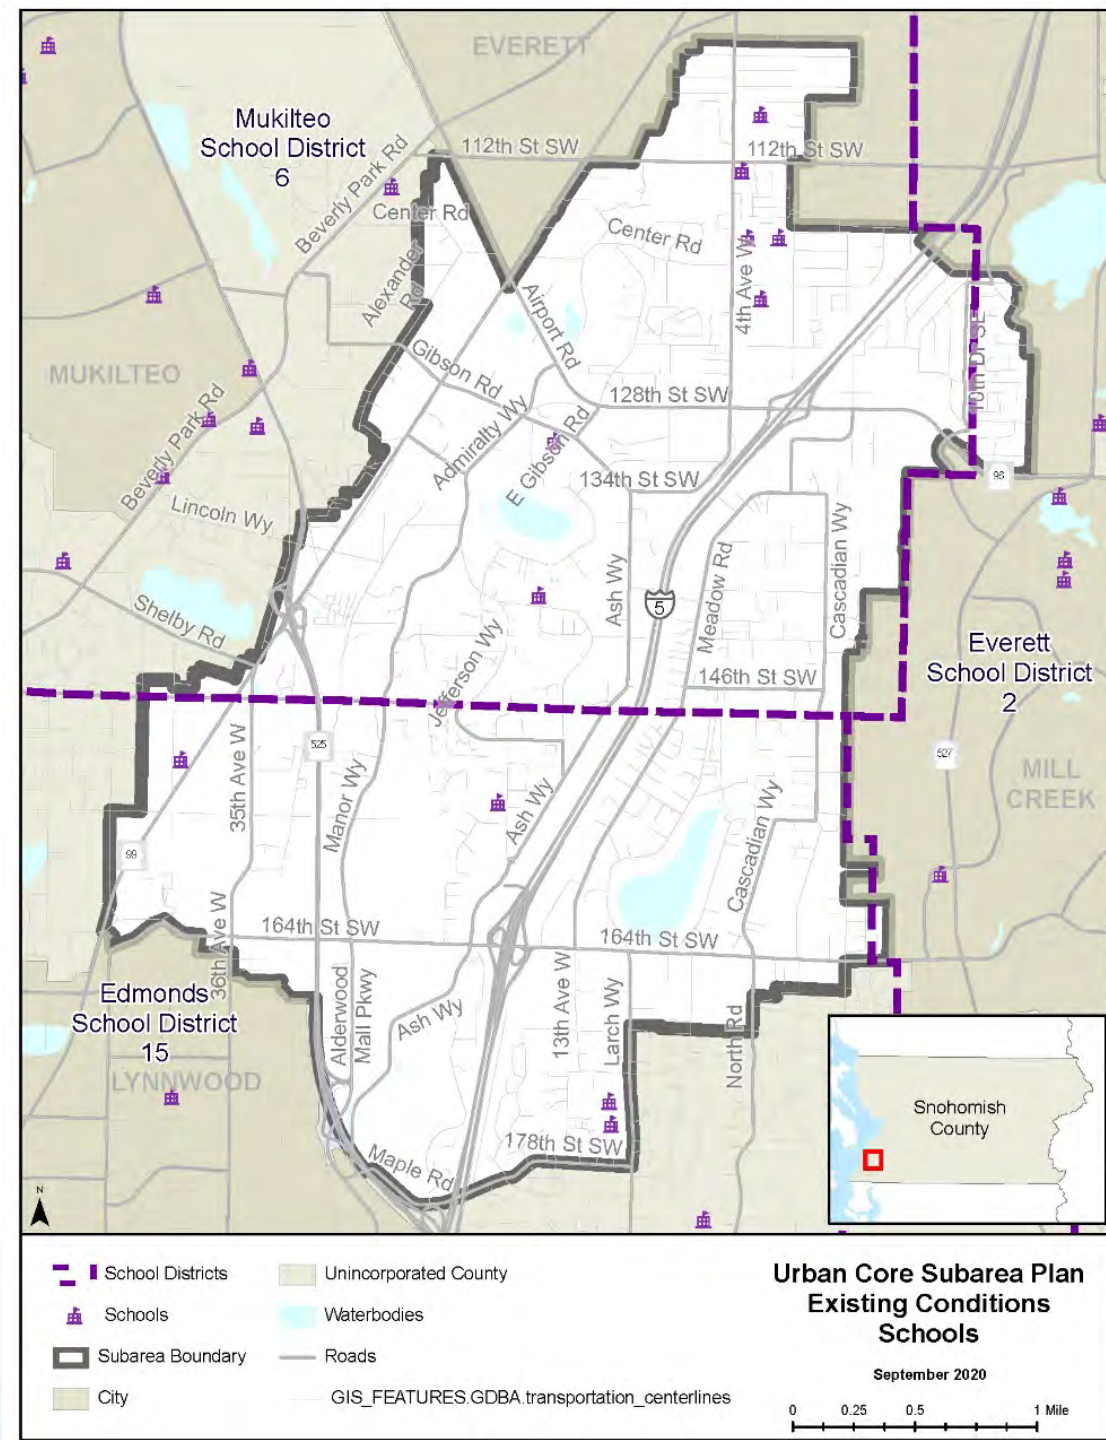 EVERETT
Mukilteo
School District
6
112th St SW
112th St SW
Beverly Park Rd
Center Rd
Center Rd
Alexander
Rd
4th Ave W
Airport Rd
10th Dr SE
MUKILTEO
Gibson Rd
128th St SW
Beverly Park Rd
Admiralty Wy
E Gibson Rd
134th St SW
96
Lincoln Wy
Ash Wy
Meadow Rd
Cascadian Wy
5
Shelby Rd
Jefferson Wy
146th St SW
Everett
School District
2
35th Ave W
525
527
MILL
CREEK
Manor Wy
Ash Wy
Cascadian Wy
99
36th Ave W
164th St SW
164th St SW
Edmonds
School District
15
LYNNWOOD
Alderwood
Mall Pkwy
Ash Wy
13th Ave W
Larch Wy
North Rd
178th St SW
Maple Rd
Snohomish
County
N
School Districts
Schools
Subarea Boundary
City
Unincorporated County
Waterbodies
Roads
GIS_FEATURES.GDBA.transportation_centerlines
Urban Core Subarea Plan
Existing Conditions
Schools
September 2020
0 0.25 0.5 1 Mile